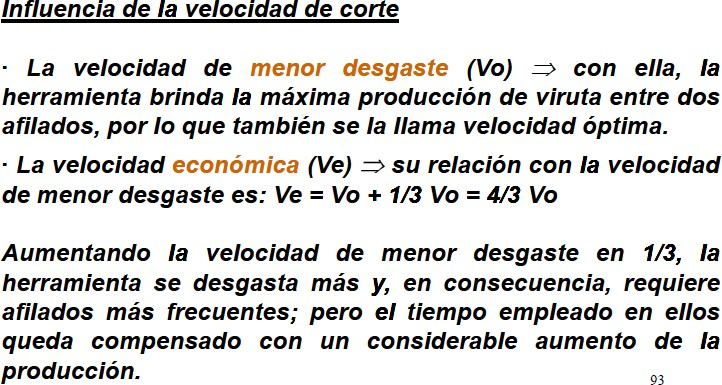 Influencia de la velocidad de corte
· La velocidad de menor desgaste (Vo) ⇒ con ella, la
herramienta brinda la máxima producción de viruta entre dos
afilados, por lo que también se la llama velocidad óptima.
· La velocidad económica (Ve) ⇒ su relación con la velocidad
de menor desgaste es: Ve = Vo + 1/3 Vo = 4/3 Vo
Aumentando la velocidad de menor desgaste en 1/3, la
herramienta se desgasta más y, en consecuencia, requiere
afilados más frecuentes; pero el tiempo empleado en ellos
queda compensado con un considerable aumento de la
producción.
93